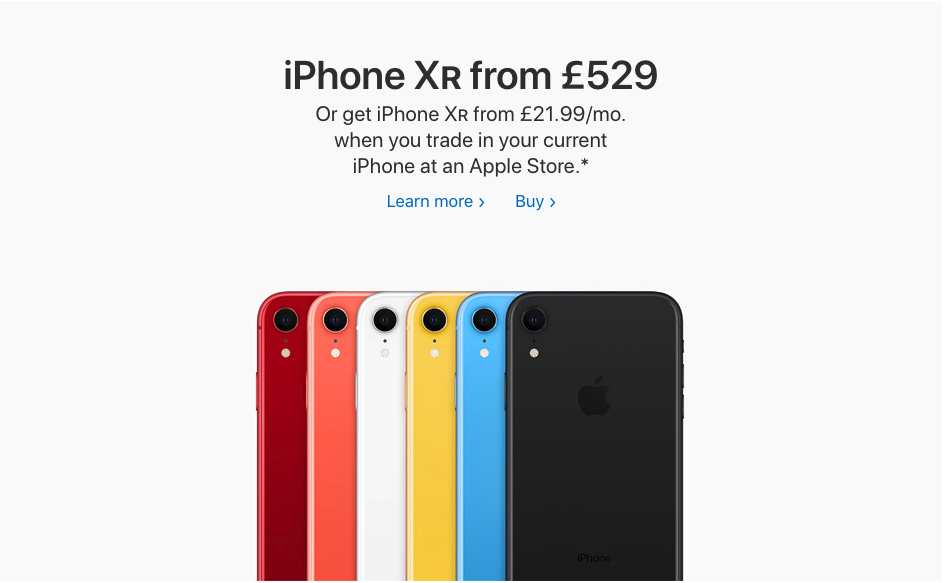 iPhone XR from £529
Or get iPhone XR from £21.99/mo.
when you trade in your current
iPhone at an Apple Store.*
Learn more › Buy ›
iPhone